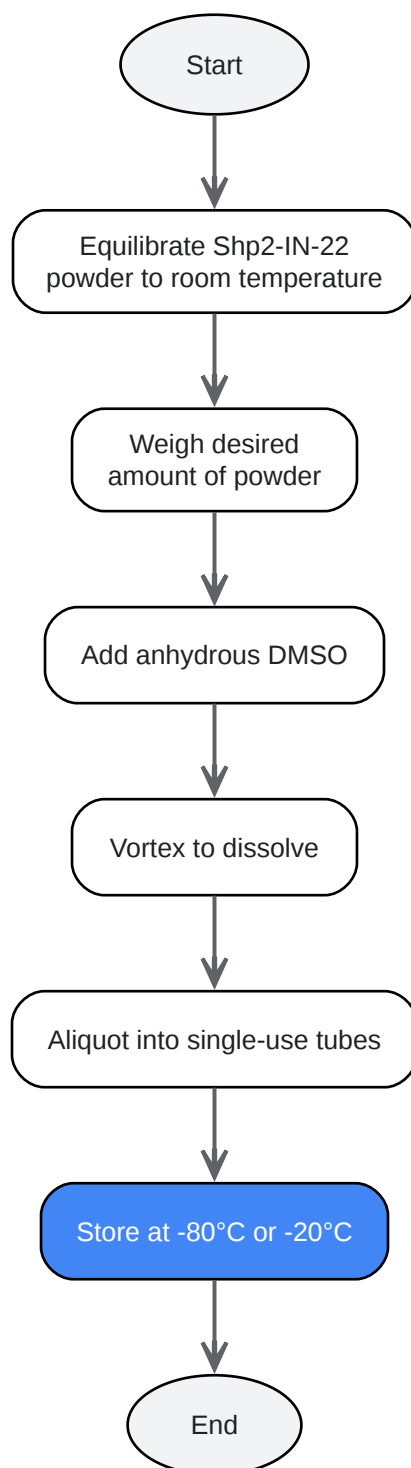 Start
Equilibrate Shp2-IN-22
powder to room temperature
Weigh desired
amount of powder
Add anhydrous DMSO
Vortex to dissolve
Aliquot into single-use tubes
Store at -80°C or -20°C
End